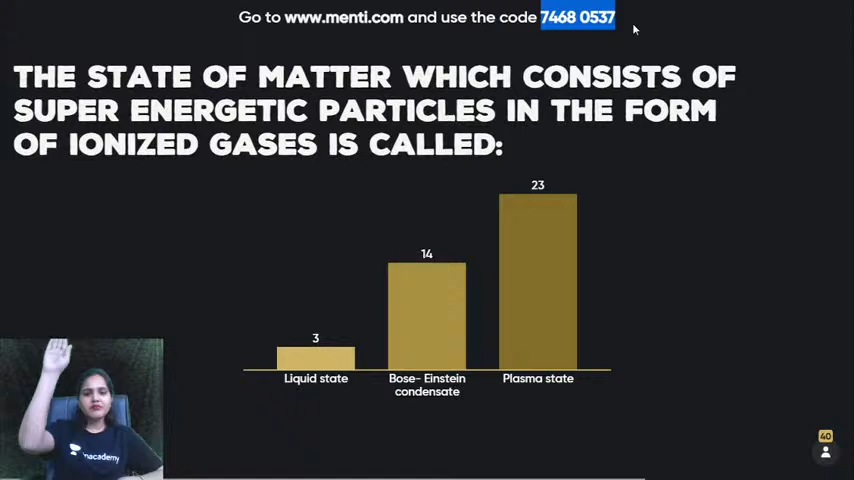 Go to www.menti.com and use the code 7468 0537
THE STATE OF MATTER WHICH CONSISTS OF
SUPER ENERGETIC PARTICLES IN THE FORM
OF IONIZED GASES IS CALLED:
23
14
3
Liquid state
Bose- Einstein
condensate
Plasma state
40
unacademy